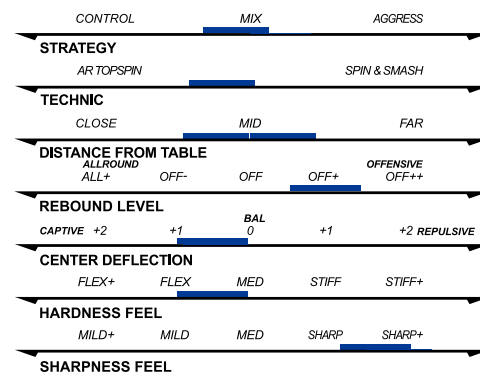 CONTROL MIX AGGRESS
STRATEGY
AR TOPSPIN SPIN & SMASH
TECHNIC
CLOSE MID FAR
DISTANCE FROM TABLE
ALLROUND OFFENSIVE
ALL+ OFF- OFF OFF+ OFF++
REBOUND LEVEL
BAL
CAPTIVE +2 +1 0 +1 +2 REPULSIVE
CENTER DEFLECTION
FLEX+ FLEX MED STIFF STIFF+
HARDNESS FEEL
MILD+ MILD MED SHARP SHARP+
SHARPNESS FEEL